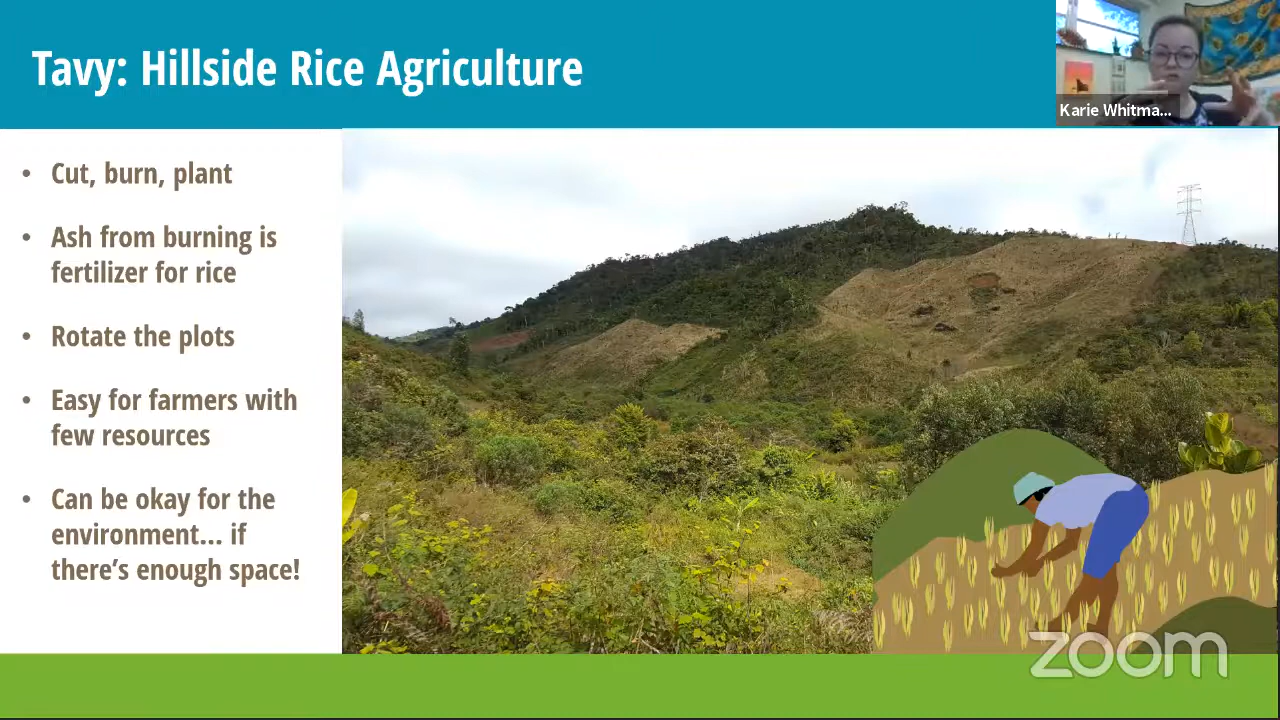 Tavy: Hillside Rice Agriculture
Karie Whitma...
• Cut, burn, plant
• Ash from burning is
fertilizer for rice
• Rotate the plots
• Easy for farmers with
few resources
• Can be okay for the
environment... if
there's enough space!
zoom